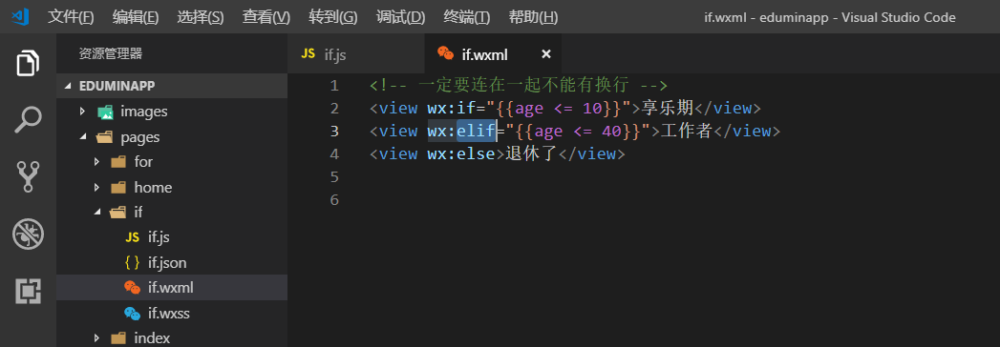 文件(F) 编辑(E) 选择(S) 查看(V) 转到(G) 调试(D) 终端(T) 帮助(H) if.wxml - eduminapp - Visual Studio Code
资源管理器
EDUMINAPP
images
pages
for
home
if
JS if.js
{ } if.json
if.wxml
if.wxss
index
JS if.js if.wxml ×
1 <!-- 一定要连在一起不能有换行 -->
2 <view wx:if="{{age <= 10}}">享乐期</view>
3 <view wx:elif="{{age <= 40}}">工作者</view>
4 <view wx:else>退休了</view>
5
6